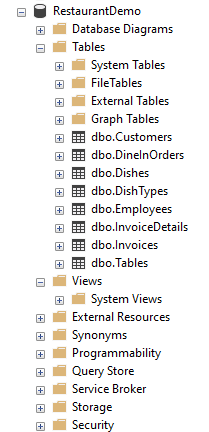 RestaurantDemo
Database Diagrams
Tables
System Tables
FileTables
External Tables
Graph Tables
dbo.Customers
dbo.DineInOrders
dbo.Dishes
dbo.DishTypes
dbo.Employees
dbo.InvoiceDetails
dbo.Invoices
dbo.Tables
Views
System Views
External Resources
Synonyms
Programmability
Query Store
Service Broker
Storage
Security